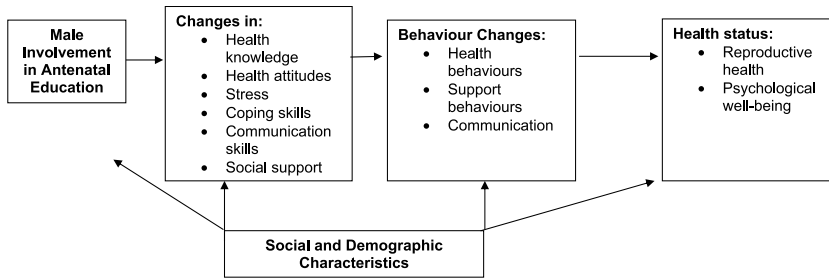 Male
Involvement
in Antenatal
Education
Changes in:
• Health
knowledge
• Health attitudes
• Stress
• Coping skills
• Communication
skills
• Social support
Behaviour Changes:
• Health
behaviours
• Support
behaviours
• Communication
Health status:
• Reproductive
health
• Psychological
well-being
Social and Demographic
Characteristics